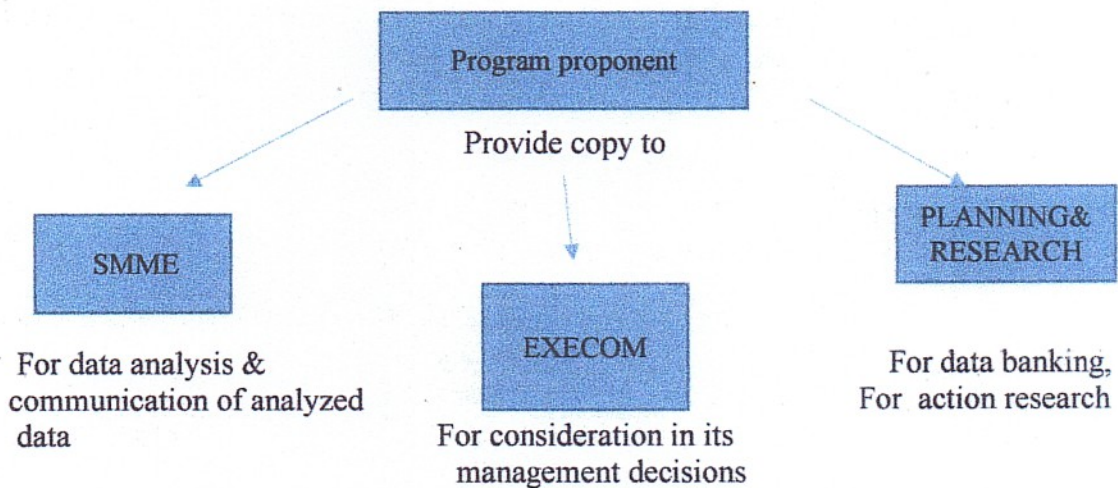 Program proponent
Provide copy to
SMME
For data analysis &
communication of analyzed
data
EXECOM
For consideration in its
management decisions
PLANNING&
RESEARCH
For data banking,
For action research